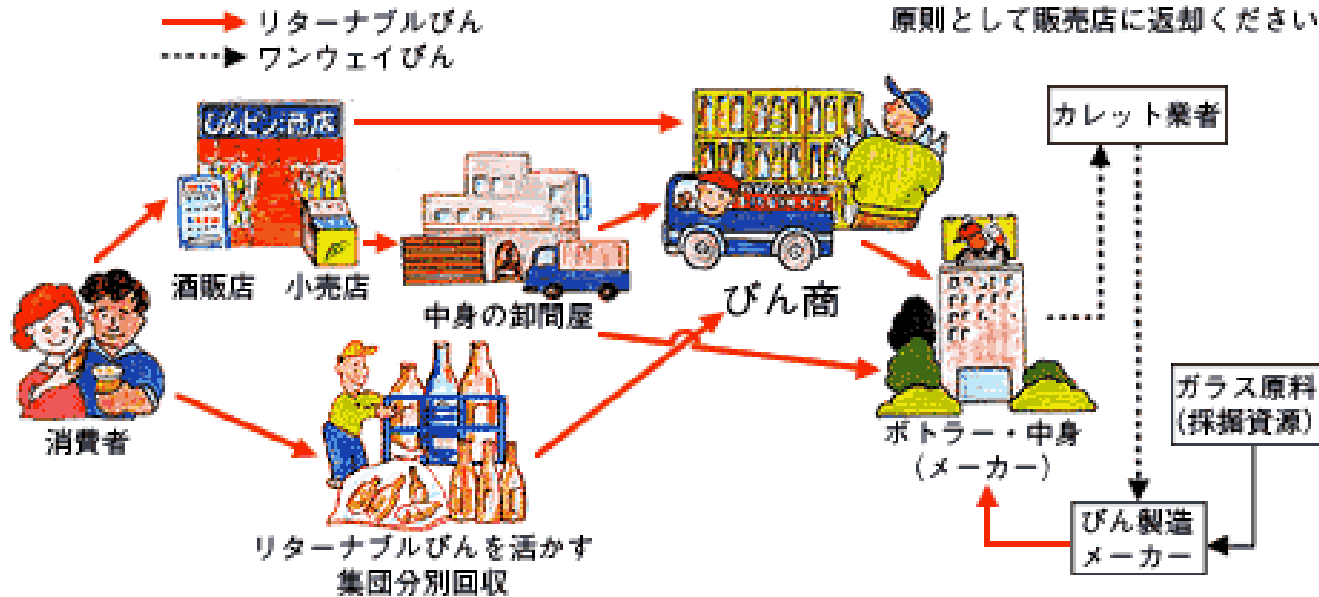 リターナブルびん
ワンウェイびん
原則として販売店に返却ください
びんビン商店
カレット業者
酒販店
小売店
中身の卸問屋
びん商
消費者
ボトラー・中身
(メーカー)
ガラス原料
(採掘資源)
びん製造
メーカー
リターナブルびんを活かす
集団分別回収